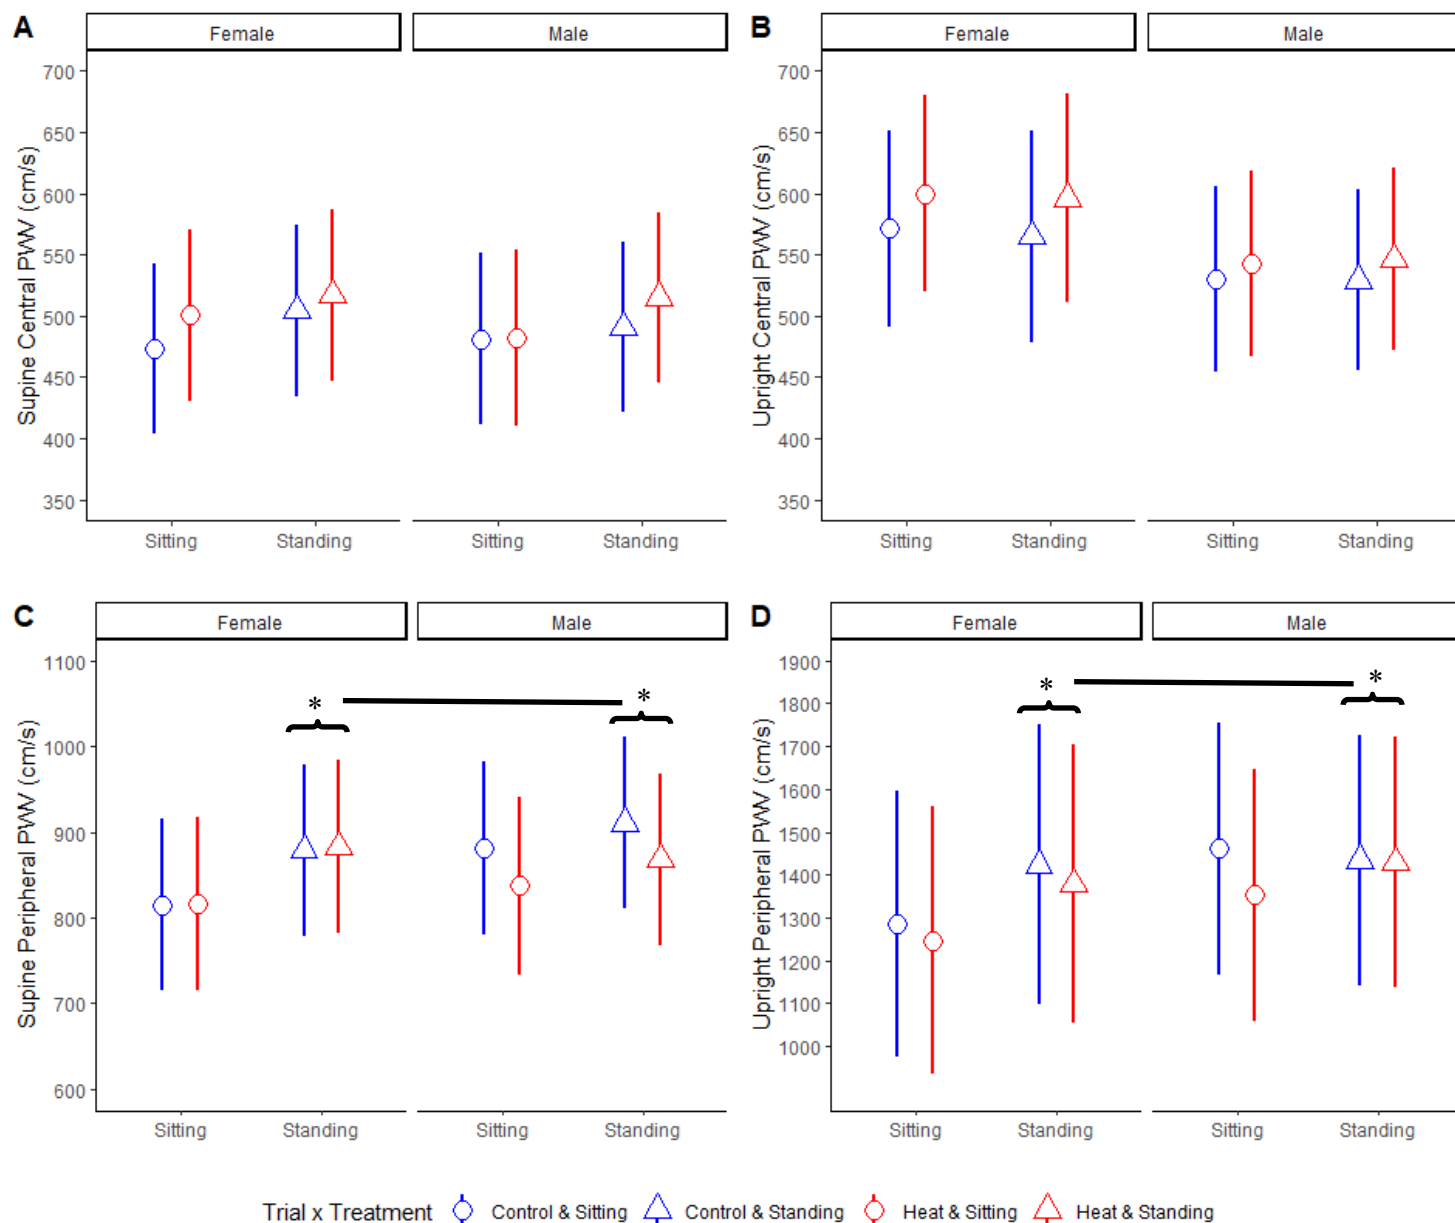 A
Female
Male
Supine Central PWV (cm/s)
700
650
600
550
500
450
400
350
Sitting
Standing
Sitting
Standing
B
Female
Male
Upright Central PWV (cm/s)
700
650
600
550
500
450
400
350
Sitting
Standing
Sitting
Standing
C
Female
Male
Supine Peripheral PWV (cm/s)
1100
1000
900
800
700
600
*
*
Sitting
Standing
Sitting
Standing
D
Female
Male
Upright Peripheral PWV (cm/s)
1900
1800
1700
1600
1500
1400
1300
1200
1100
1000
*
*
Sitting
Standing
Sitting
Standing
Trial x Treatment Control & Sitting Control & Standing Heat & Sitting Heat & Standing